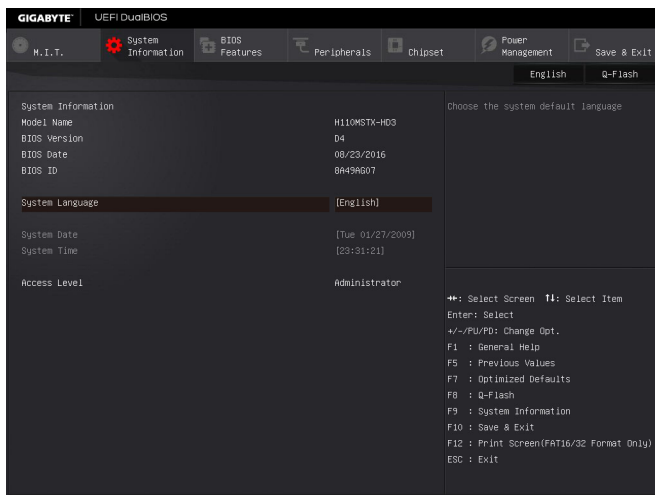 GIGABYTE™ UEFI DualBIOS
M.I.T. System Information BIOS Features Peripherals Chipset Power Management Save & Exit
English Q-Flash
System Information
Model Name H110MSTX-HD3
BIOS Version D4
BIOS Date 08/23/2016
BIOS ID 8A49AG07
System Language [English]
System Date [Tue 01/27/2009]
System Time [23:31:21]
Access Level Administrator
Choose the system default language
→←: Select Screen ↑↓: Select Item
Enter: Select
+/-/PU/PD: Change Opt.
F1 : General Help
F5 : Previous Values
F7 : Optimized Defaults
F8 : Q-Flash
F9 : System Information
F10 : Save & Exit
F12 : Print Screen(FAT16/32 Format Only)
ESC : Exit